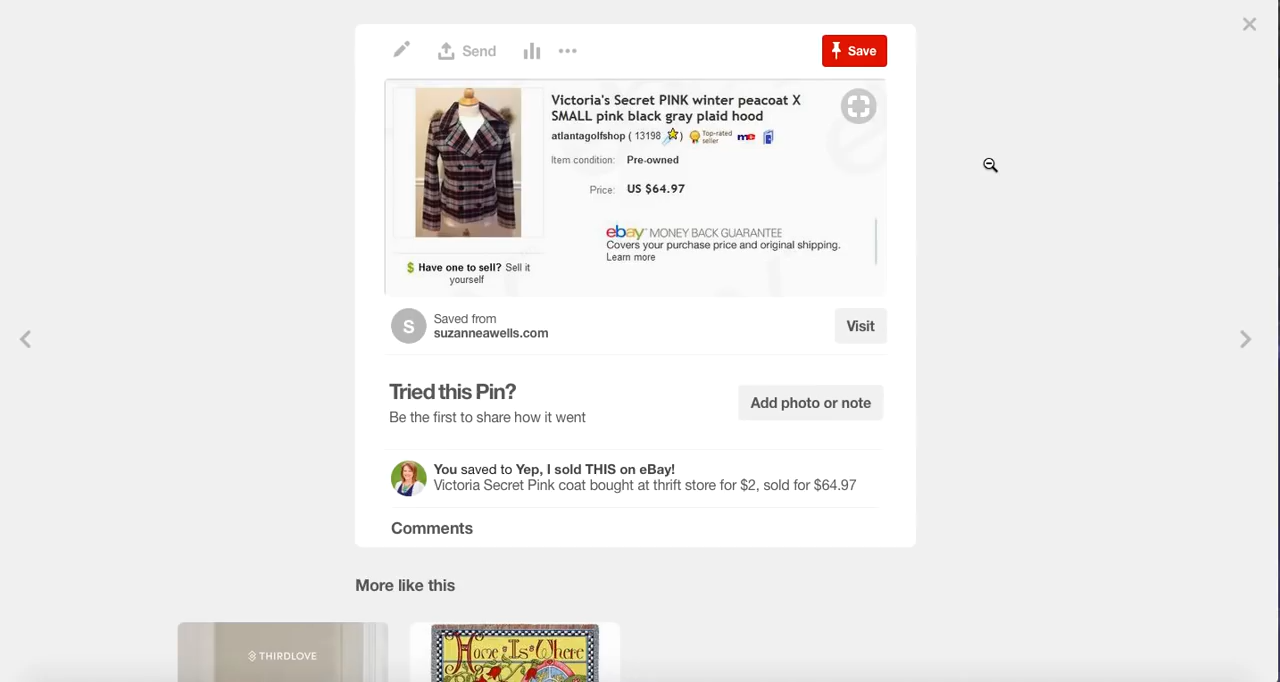 Send
Save
Victoria's Secret PINK winter peacoat X
SMALL pink black gray plaid hood
atlantagolfshop ( 13198 ) Top-rated seller me
Item condition: Pre-owned
Price: US $64.97
ebay MONEY BACK GUARANTEE
Covers your purchase price and original shipping.
Learn more
$ Have one to sell? Sell it
yourself
S
Saved from
suzanneawells.com
Visit
Tried this Pin?
Be the first to share how it went
Add photo or note
You saved to Yep, I sold THIS on eBay!
Victoria Secret Pink coat bought at thrift store for $2, sold for $64.97
Comments
More like this
THIRDLOVE
Home Is Where